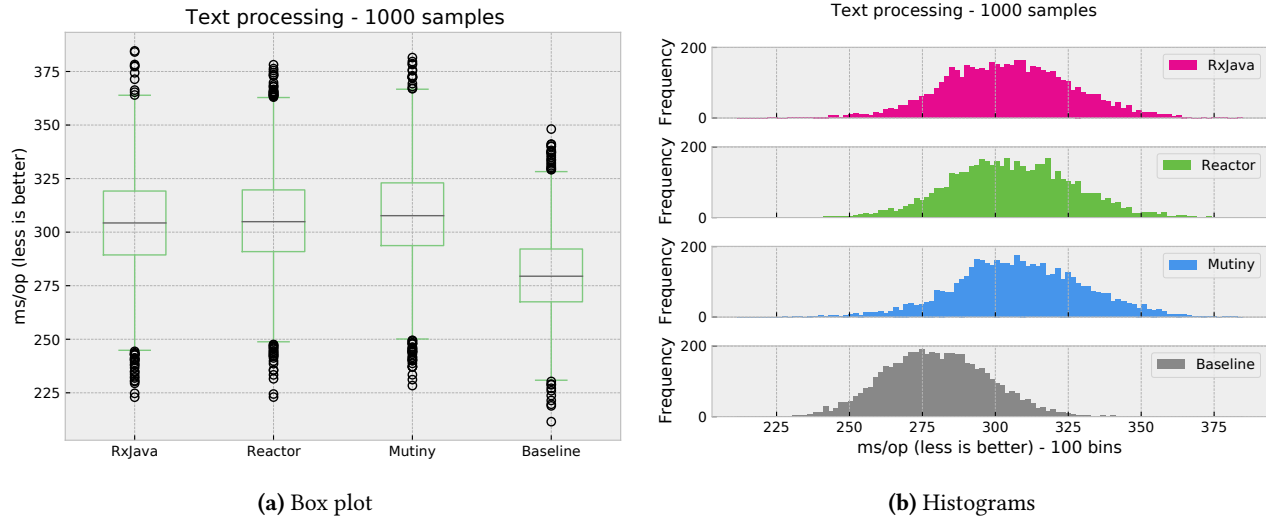 Text processing - 1000 samples
ms/op (less is better)
375
350
325
300
275
250
225
RxJava
Reactor
Mutiny
Baseline
(a) Box plot
Text processing - 1000 samples
Frequency
200
0
RxJava
Frequency
200
0
Reactor
Frequency
200
0
Mutiny
Frequency
200
0
Baseline
225 250 275 300 325 350 375
ms/op (less is better) - 100 bins
(b) Histograms